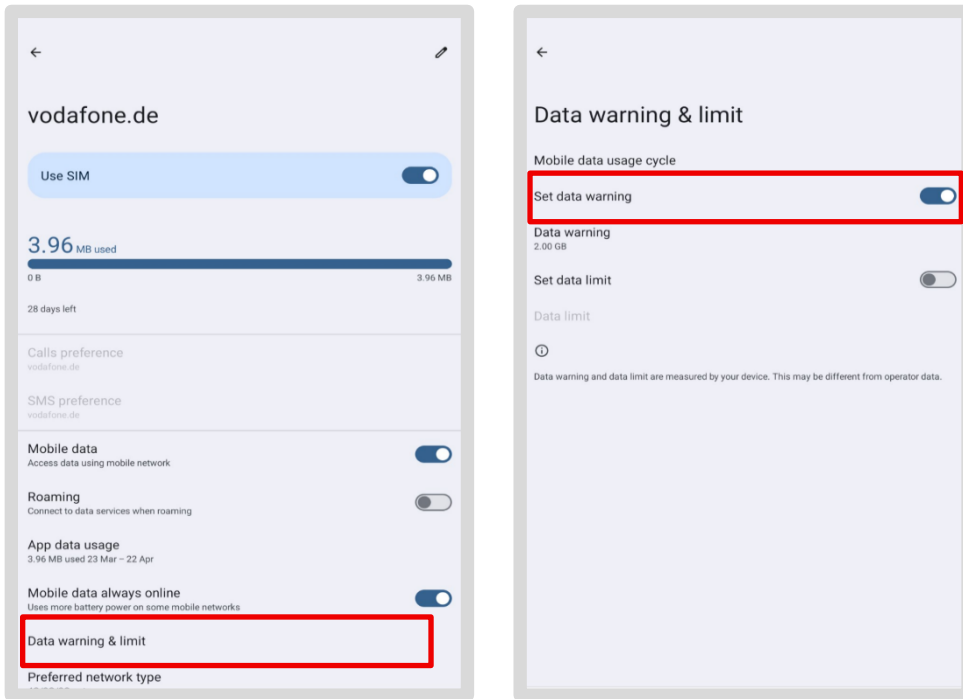 vodafone.de
Use SIM
3.96 MB used
0 B 3.96 MB
28 days left
Calls preference
vodafone.de
SMS preference
vodafone.de
Mobile data
Access data using mobile network
Roaming
Connect to data services when roaming
App data usage
3.96 MB used 23 Mar – 22 Apr
Mobile data always online
Uses more battery power on some mobile networks
Data warning & limit
Preferred network type
Data warning & limit
Mobile data usage cycle
Set data warning
Data warning
2.00 GB
Set data limit
Data limit
Data warning and data limit are measured by your device. This may be different from operator data.